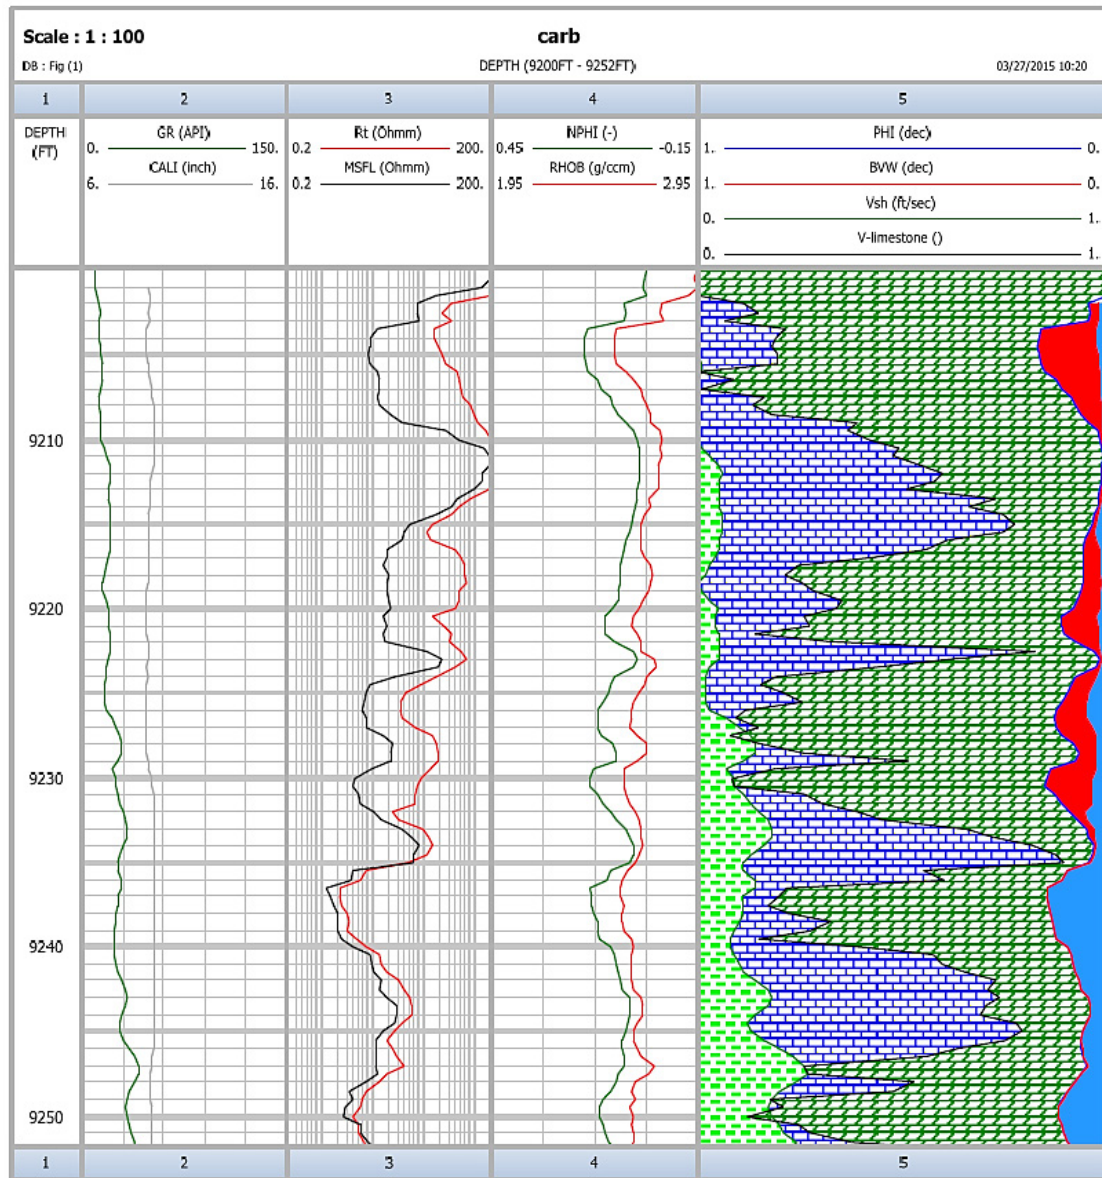 Scale : 1 : 100
carb
DB : Fig (1)
DEPTH (9200FT - 9252FT)
03/27/2015 10:20
1 2 3 4 5
DEPTH (FT)
GR (API)
0. 150.
CALI (inch)
6. 16.
Rt (Ohmm)
0.2 200.
MSFL (Ohmm)
0.2 200.
NPHI (-)
0.45 -0.15
RHOB (g/ccm)
1.95 2.95
PHI (dec)
1. 0.
BVW (dec)
1. 0.
Vsh (ft/sec)
0. 1.
V-limestone ()
0. 1.
9210
9220
9230
9240
9250
1 2 3 4 5